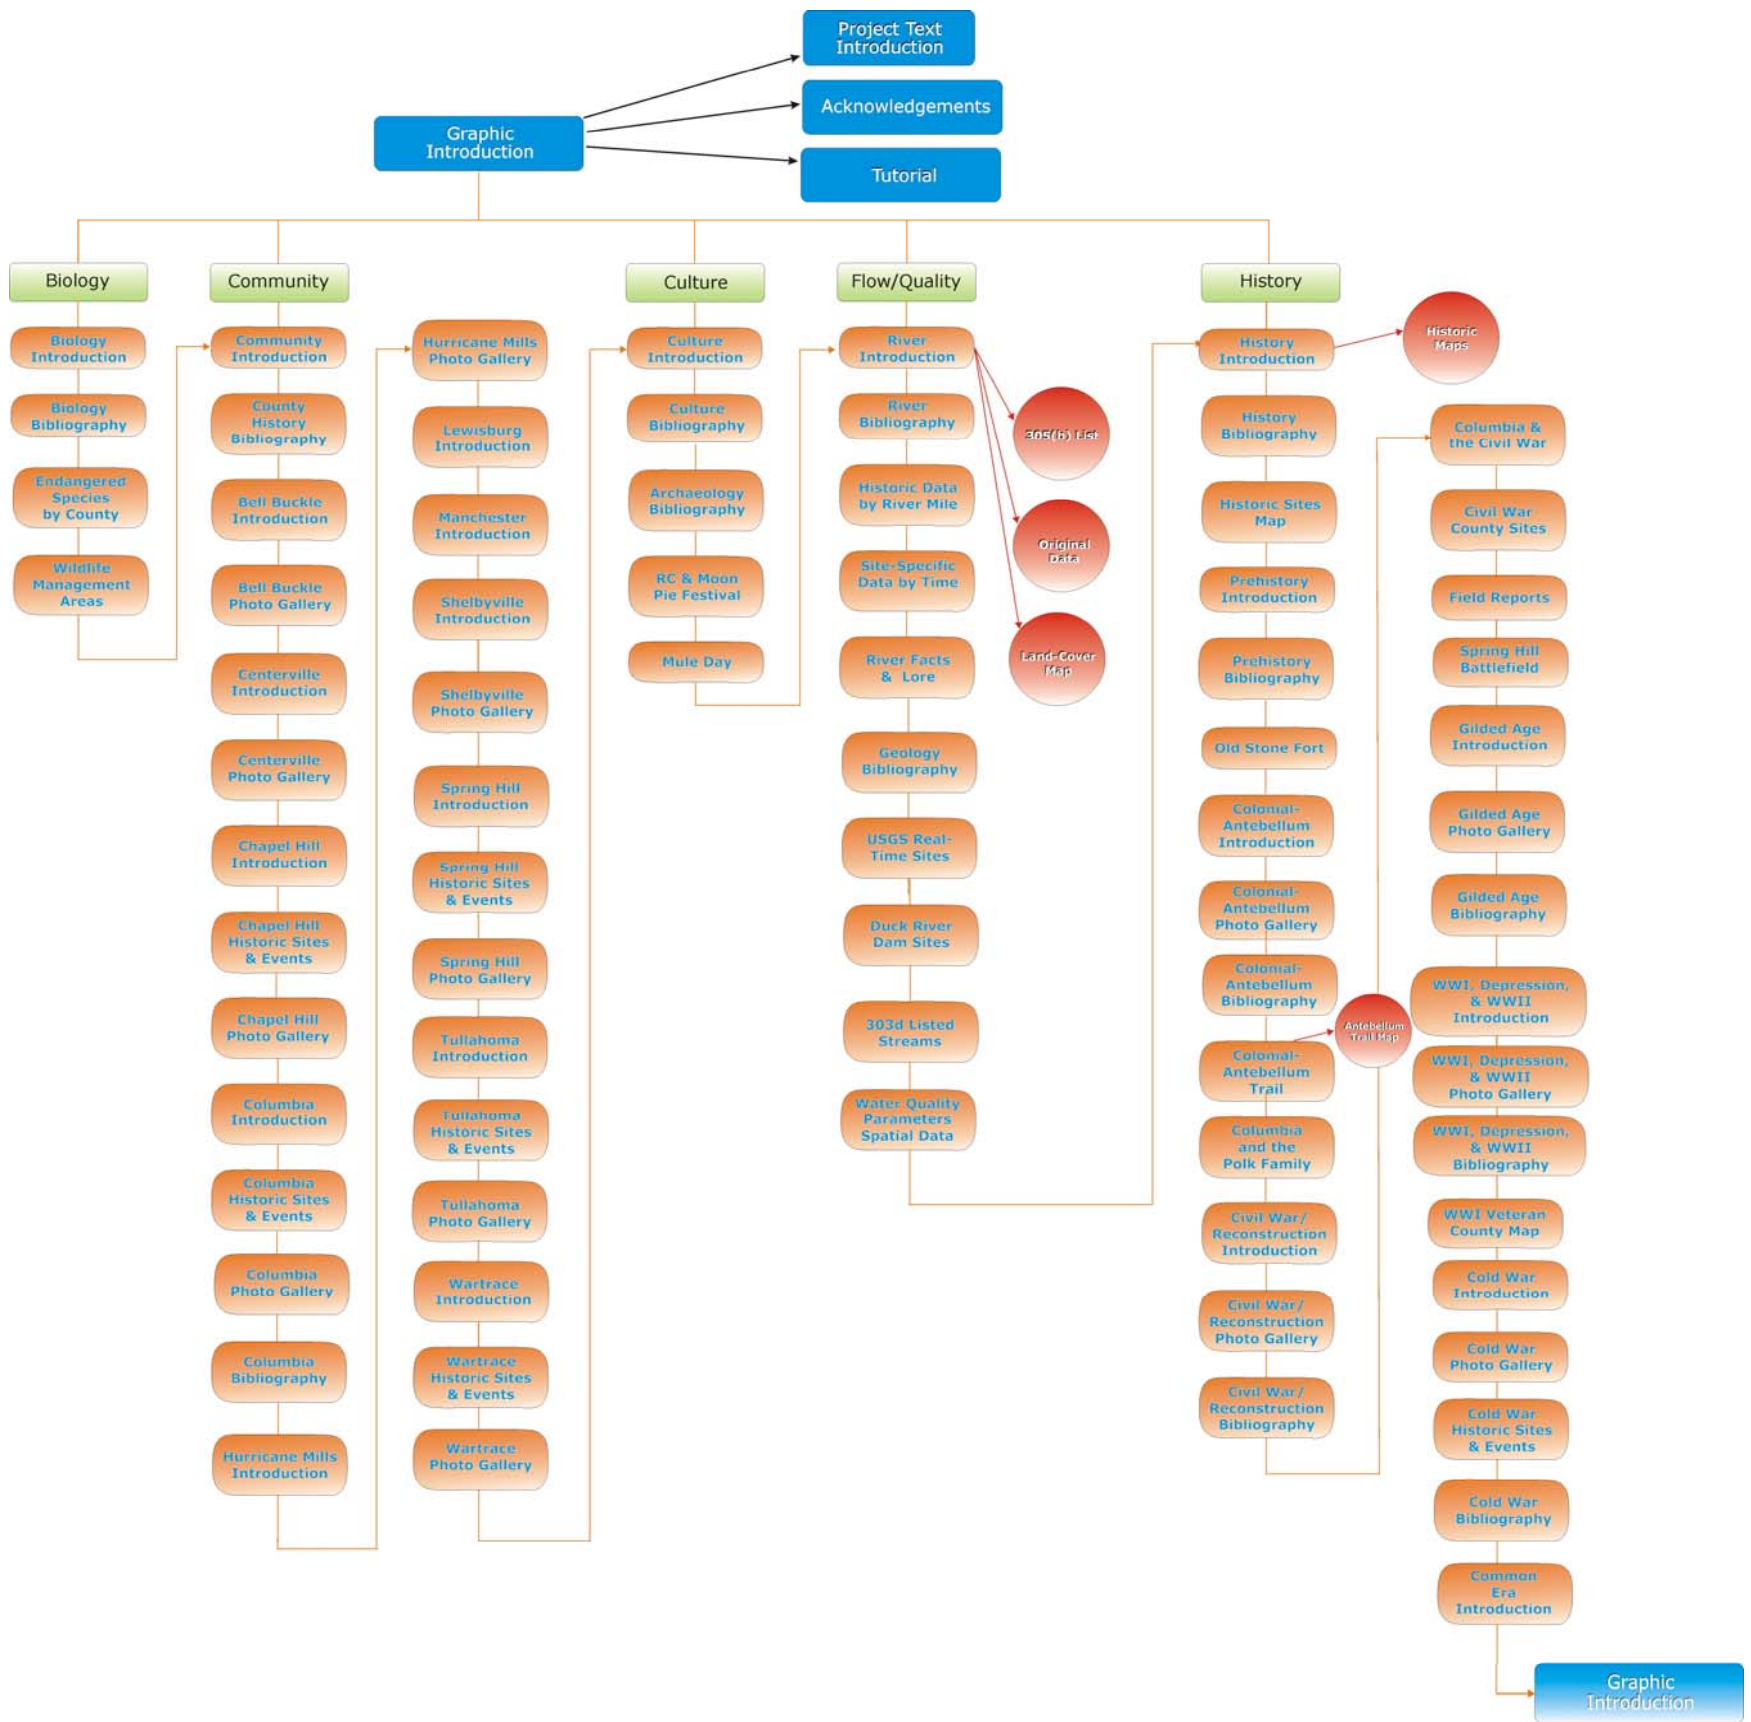 Project Text
Introduction
Acknowledgements
Graphic
Introduction
Tutorial
Biology
Biology
Introduction
Biology
Bibliography
Endangered
Species
by County
Wildlife
Management
Areas
Community
Community
Introduction
County
History
Bibliography
Bell Buckle
Introduction
Bell Buckle
Photo Gallery
Centerville
Introduction
Centerville
Photo Gallery
Chapel Hill
Introduction
Chapel Hill
Historic Sites
& Events
Chapel Hill
Photo Gallery
Columbia
Introduction
Columbia
Historic Sites
& Events
Columbia
Photo Gallery
Columbia
Bibliography
Hurricane Mills
Introduction
Hurricane Mills
Photo Gallery
Lewisburg
Introduction
Manchester
Introduction
Shelbyville
Introduction
Shelbyville
Photo Gallery
Spring Hill
Introduction
Spring Hill
Historic Sites
& Events
Spring Hill
Photo Gallery
Tullahoma
Introduction
Tullahoma
Historic Sites
& Events
Tullahoma
Photo Gallery
Wartrace
Introduction
Wartrace
Historic Sites
& Events
Wartrace
Photo Gallery
Culture
Culture
Introduction
Culture
Bibliography
Archaeology
Bibliography
RC & Moon
Pie Festival
Mule Day
Flow/Quality
River
Introduction
River
Bibliography
Historic Data
by River Mile
Site-Specific
Data by Time
River Facts
& Lore
Geology
Bibliography
USGS Real-
Time Sites
Duck River
Dam Sites
303d Listed
Streams
Water Quality
Parameters
Spatial Data
305(b) List
Original
Data
Land-Cover
Map
History
History
Introduction
Historic
Maps
History
Bibliography
Historic Sites
Map
Prehistory
Introduction
Prehistory
Bibliography
Old Stone Fort
Colonial-
Antebellum
Introduction
Colonial-
Antebellum
Photo Gallery
Colonial-
Antebellum
Bibliography
Colonial-
Antebellum
Trail
Antebellum
Trail Map
Columbia
and the
Polk Family
Civil War/
Reconstruction
Introduction
Civil War/
Reconstruction
Photo Gallery
Civil War/
Reconstruction
Bibliography
Columbia &
the Civil War
Civil War
County Sites
Field Reports
Spring Hill
Battlefield
Gilded Age
Introduction
Gilded Age
Photo Gallery
Gilded Age
Bibliography
WWI, Depression,
& WWII
Introduction
WWI, Depression,
& WWII
Photo Gallery
WWI, Depression,
& WWII
Bibliography
WWI Veteran
County Map
Cold War
Introduction
Cold War
Photo Gallery
Cold War
Historic Sites
& Events
Cold War
Bibliography
Common
Era
Introduction
Graphic
Introduction